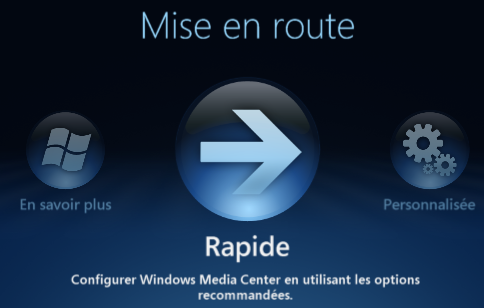 Mise en route
En savoir plus
Personnalisée
Rapide
Configurer Windows Media Center en utilisant les options
recommandées.